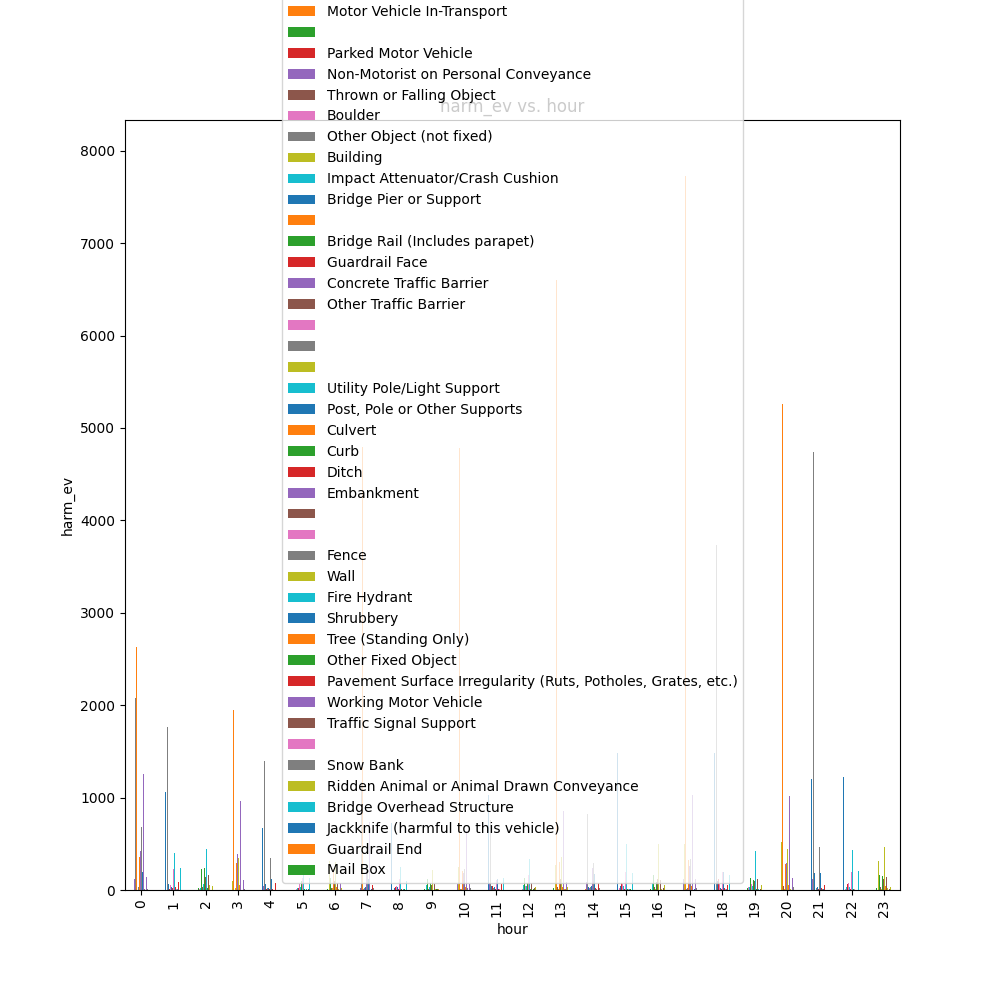 Motor Vehicle In-Transport
Parked Motor Vehicle
Non-Motorist on Personal Conveyance
Thrown or Falling Object
harm_ev vs. hour
Boulder
Other Object (not fixed)
Building
Impact Attenuator/Crash Cushion
Bridge Pier or Support
Bridge Rail (Includes parapet)
Guardrail Face
Concrete Traffic Barrier
Other Traffic Barrier
Utility Pole/Light Support
Post, Pole or Other Supports
Culvert
Curb
Ditch
Embankment
Fence
Wall
Fire Hydrant
Shrubbery
Tree (Standing Only)
Other Fixed Object
Pavement Surface Irregularity (Ruts, Potholes, Grates, etc.)
Working Motor Vehicle
Traffic Signal Support
Snow Bank
Ridden Animal or Animal Drawn Conveyance
Bridge Overhead Structure
Jackknife (harmful to this vehicle)
Guardrail End
Mail Box
8000
7000
6000
5000
4000
3000
2000
1000
0
harm_ev
0 1 2 3 4 5 6 7 8 9 10 11 12 13 14 15 16 17 18 19 20 21 22 23
hour